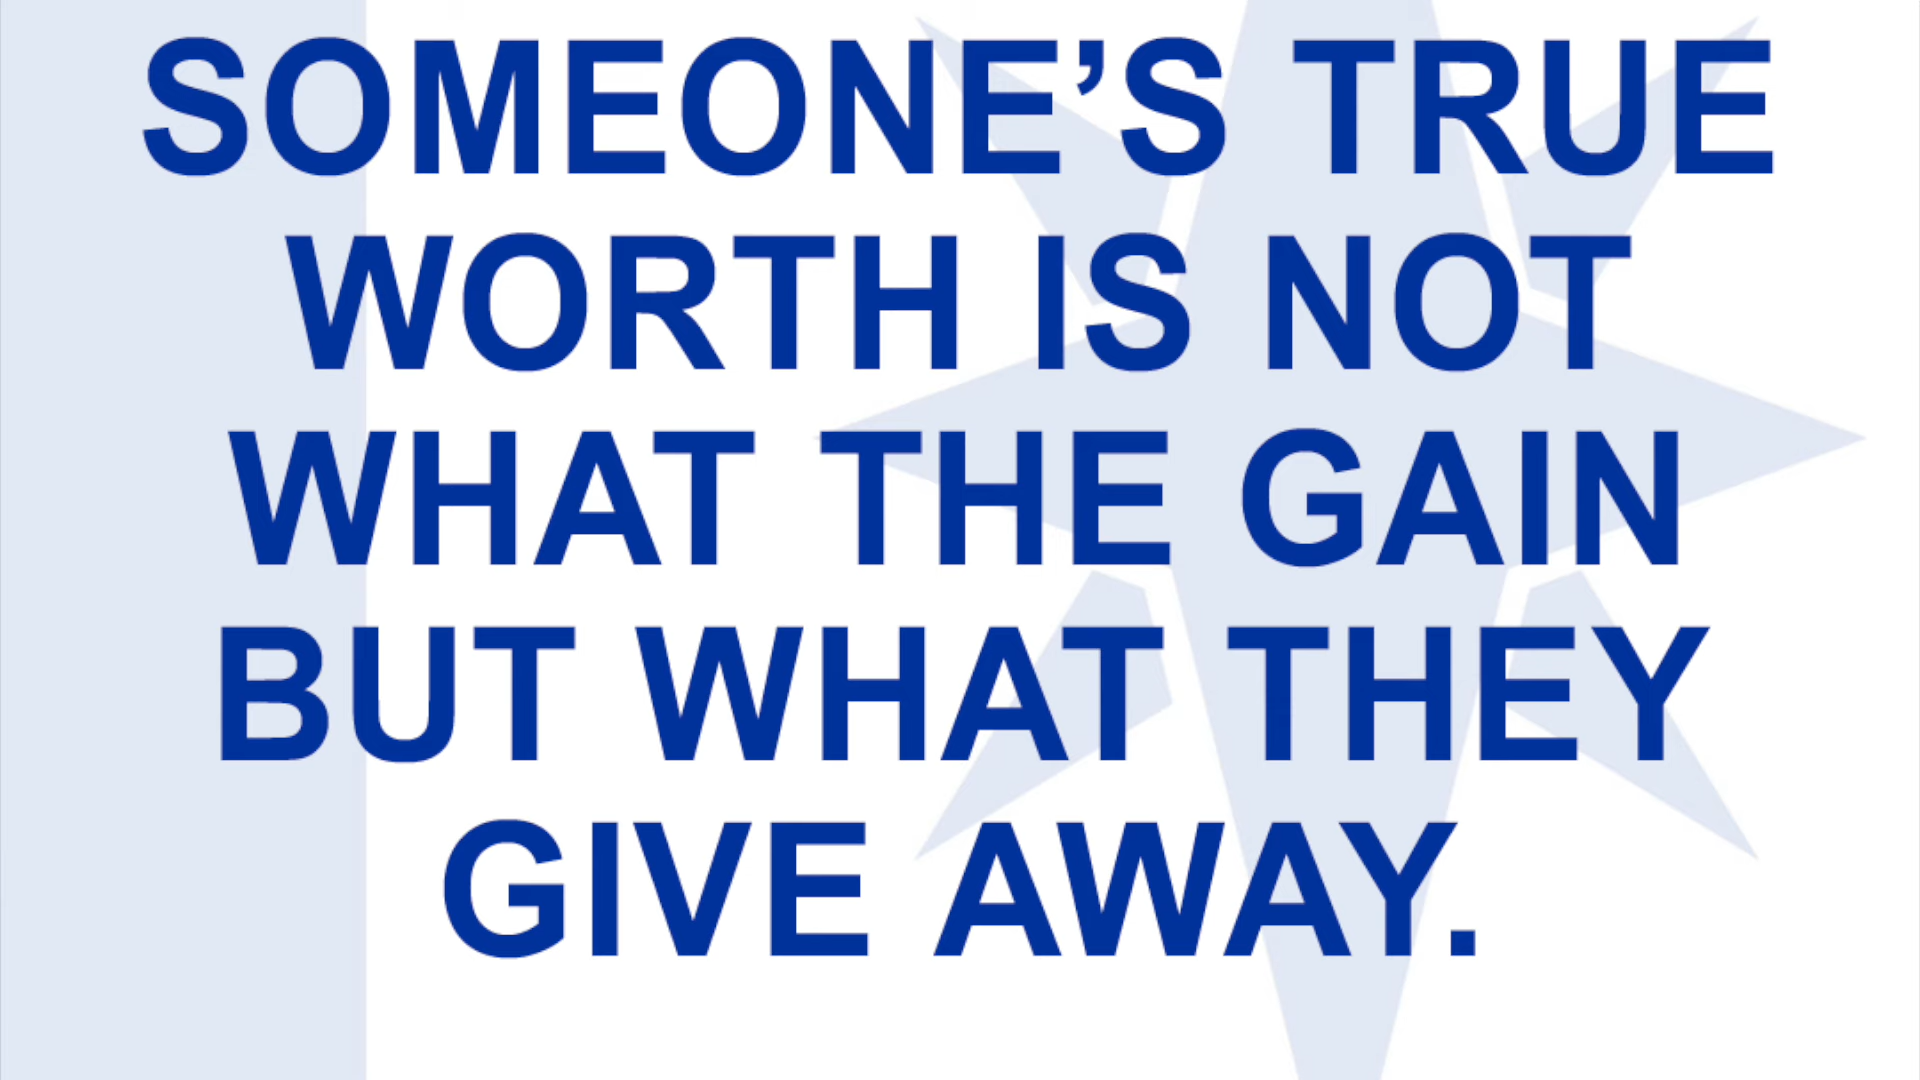 SOMEONE’S TRUE
WORTH IS NOT
WHAT THE GAIN
BUT WHAT THEY
GIVE AWAY.